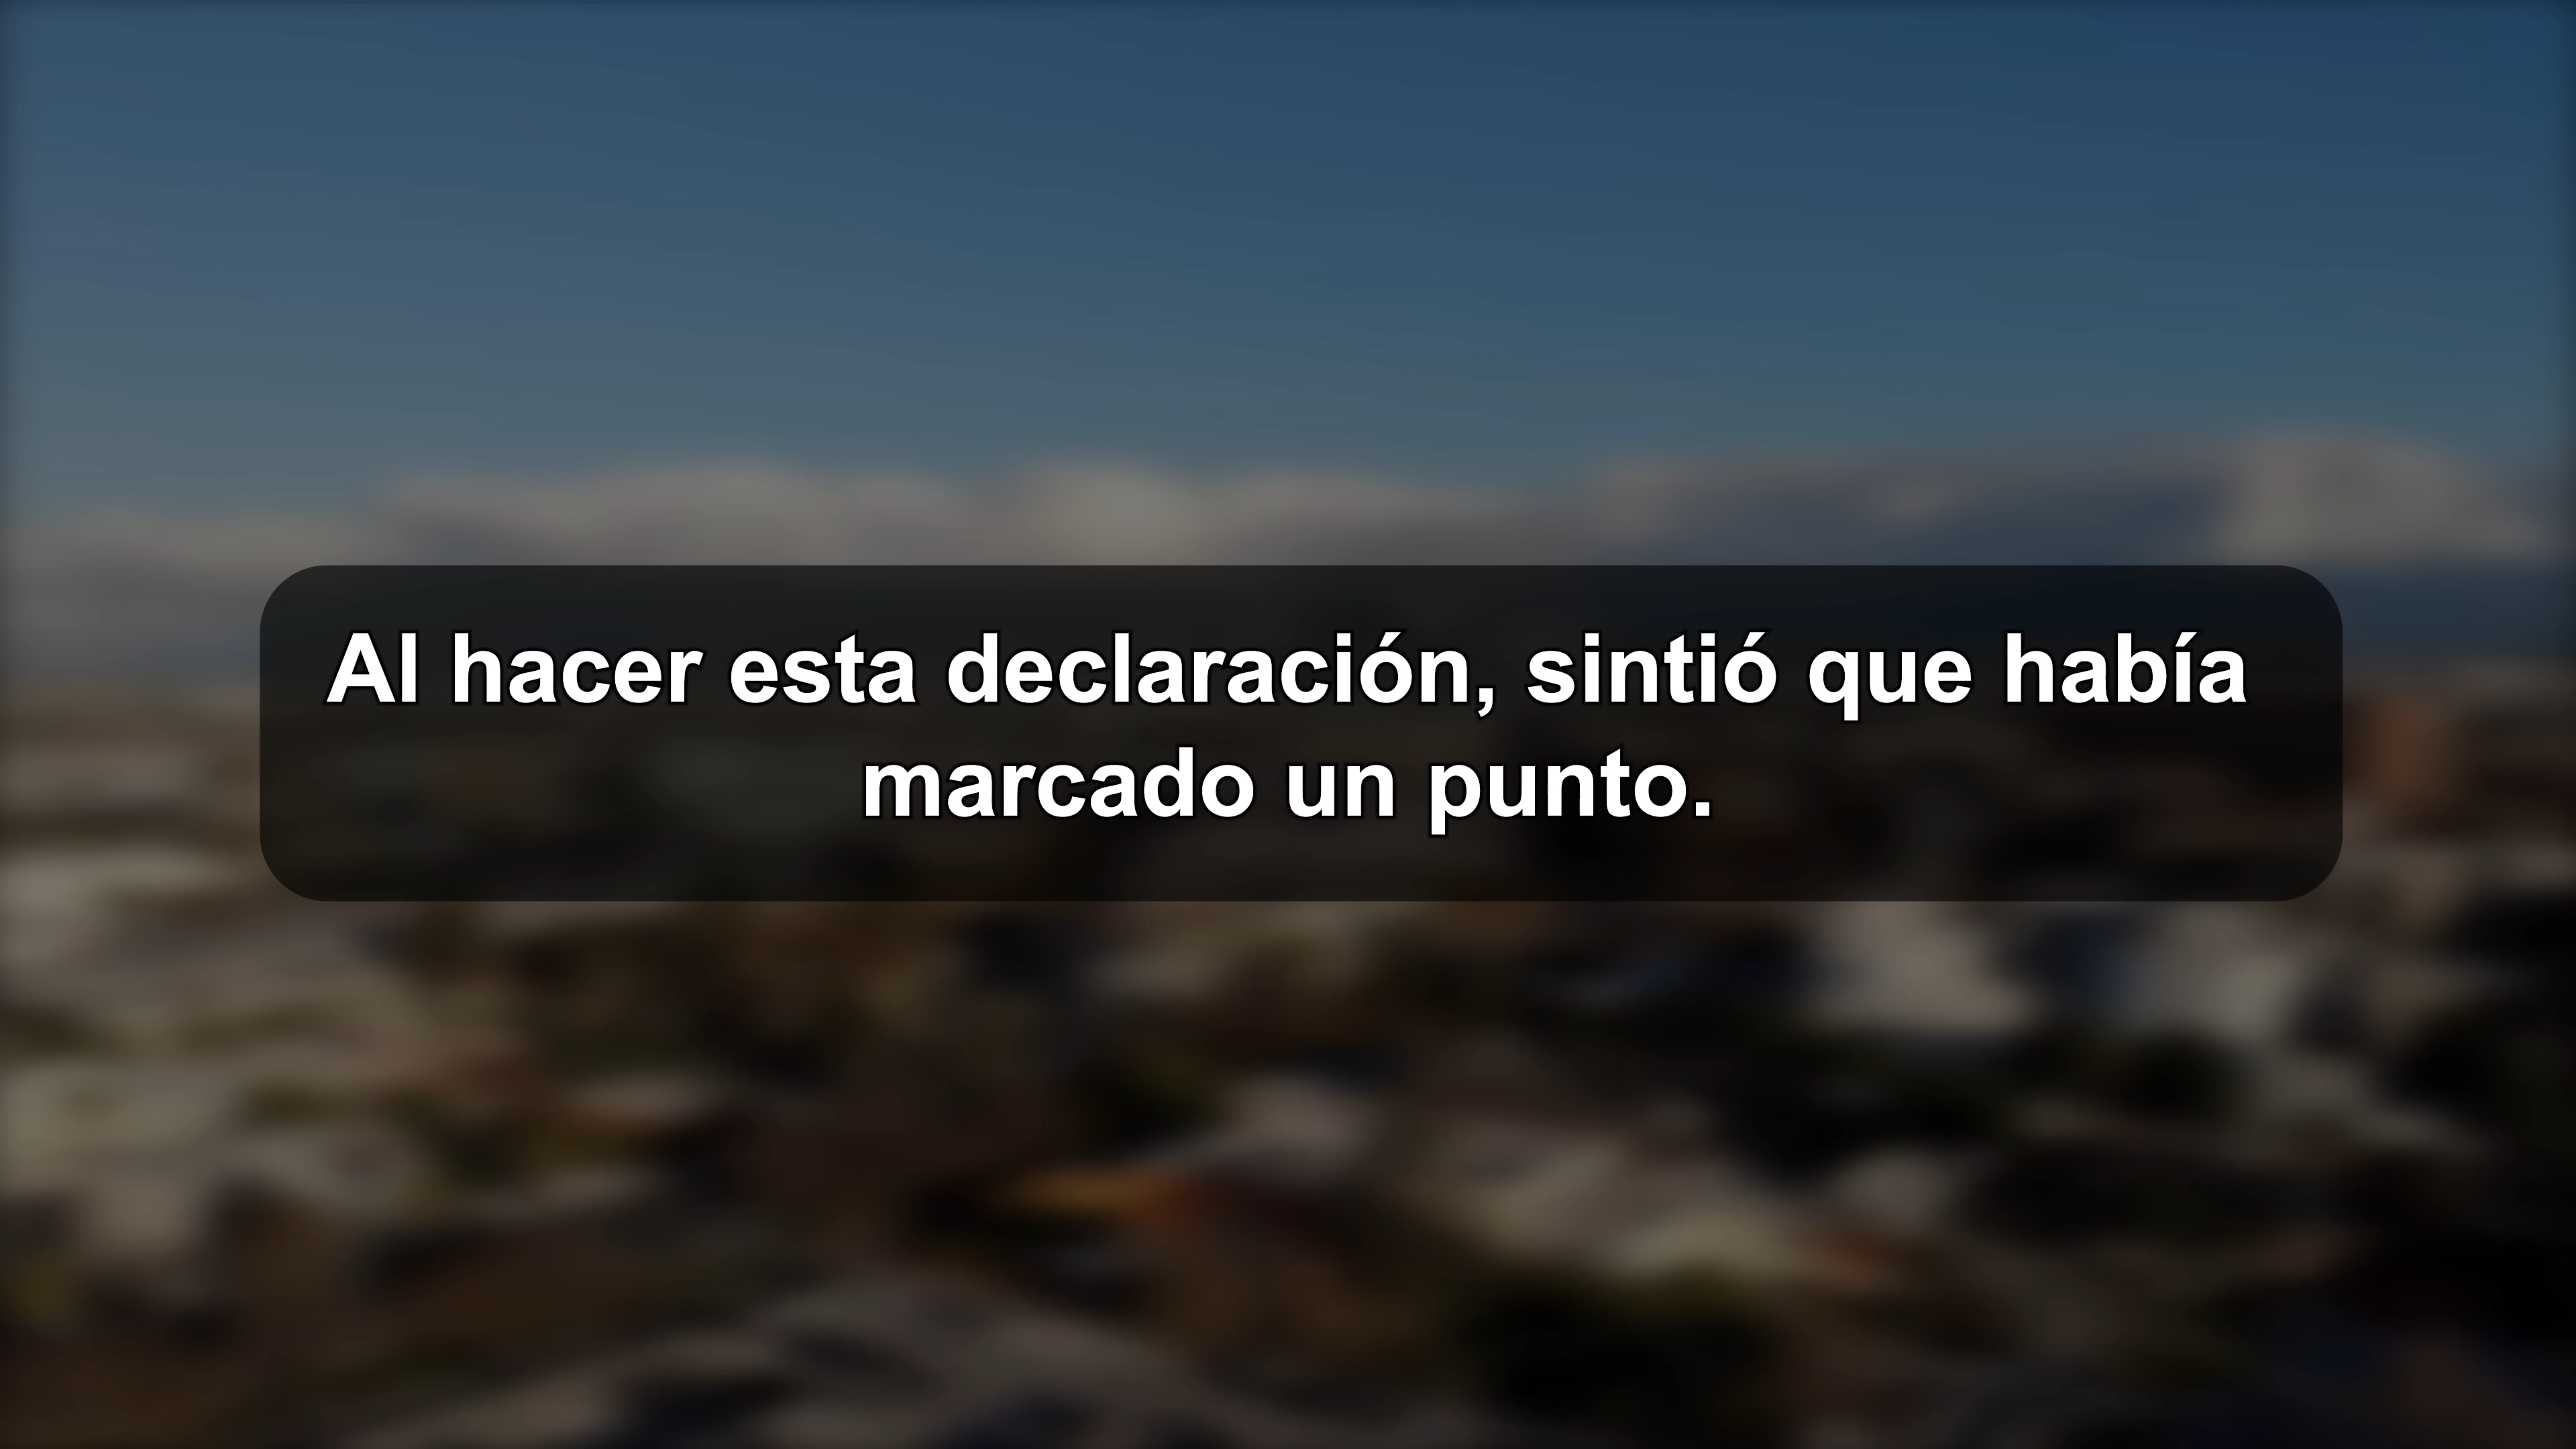 Al hacer esta declaración, sintió que había
marcado un punto.